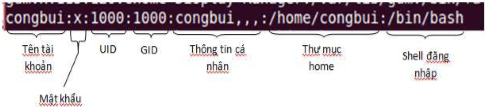 congbui:x:1000:1000:congbui,,,:/home/congbui:/bin/bash
Tên tài khoản
UID
GID
Thông tin cá nhân
Thư mục home
Shell đăng nhập
Mật khẩu